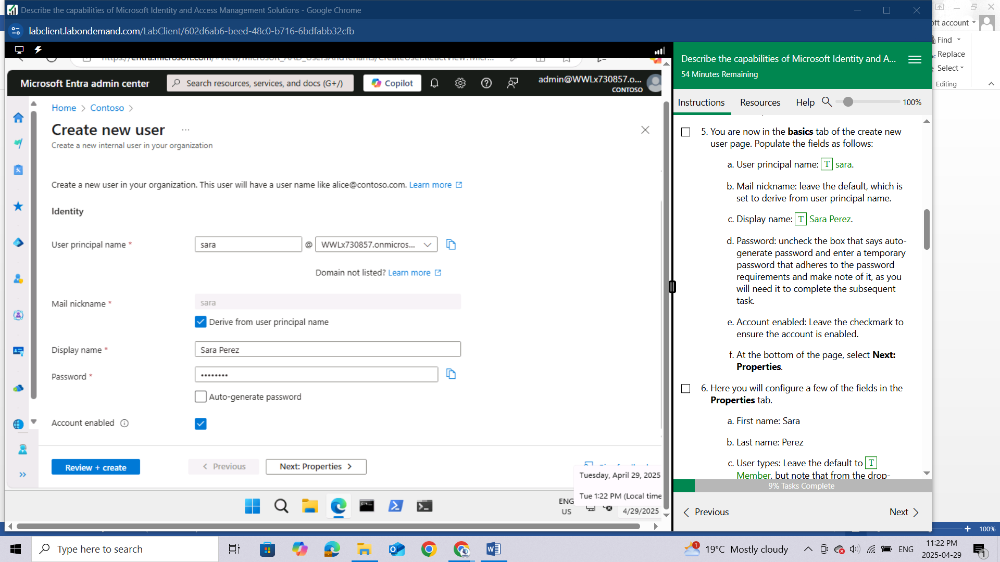 Describe the capabilities of Microsoft Identity and Access Management Solutions - Google Chrome
labclient.labondemand.com/LabClient/602d6ab6-beed-48c0-b716-6bdfabb32cfb
Microsoft Entra admin center
Search resources, services, and docs (G+/)
Copilot
admin@WWLx730857.o...
CONTOSO
Home > Contoso >
Create new user ...
Create a new internal user in your organization
Create a new user in your organization. This user will have a user name like alice@contoso.com. Learn more
Identity
User principal name *
sara
@
WWLx730857.onmicros...
Domain not listed? Learn more
Mail nickname *
sara
Derive from user principal name
Display name *
Sara Perez
Password *
••••••••
Auto-generate password
Account enabled
Review + create
< Previous
Next: Properties >
Tuesday, April 29, 2025
Tue 1:22 PM (Local time
ENG
US
4/29/2025
Describe the capabilities of Microsoft Identity and A...
54 Minutes Remaining
Instructions
Resources
Help
100%
5. You are now in the basics tab of the create new
user page. Populate the fields as follows:
a. User principal name: T sara.
b. Mail nickname: leave the default, which is
set to derive from user principal name.
c. Display name: T Sara Perez.
d. Password: uncheck the box that says auto-
generate password and enter a temporary
password that adheres to the password
requirements and make note of it, as you
will need it to complete the subsequent
task.
e. Account enabled: Leave the checkmark to
ensure the account is enabled.
f. At the bottom of the page, select Next:
Properties.
6. Here you will configure a few of the fields in the
Properties tab.
a. First name: Sara
b. Last name: Perez
c. User types: Leave the default to T
Member, but note that from the drop-
9% Tasks Complete
< Previous
Next >
account
Find
Replace
Select
Editing
100%
Type here to search
1
19°C Mostly cloudy
ENG
11:22 PM
2025-04-29
1